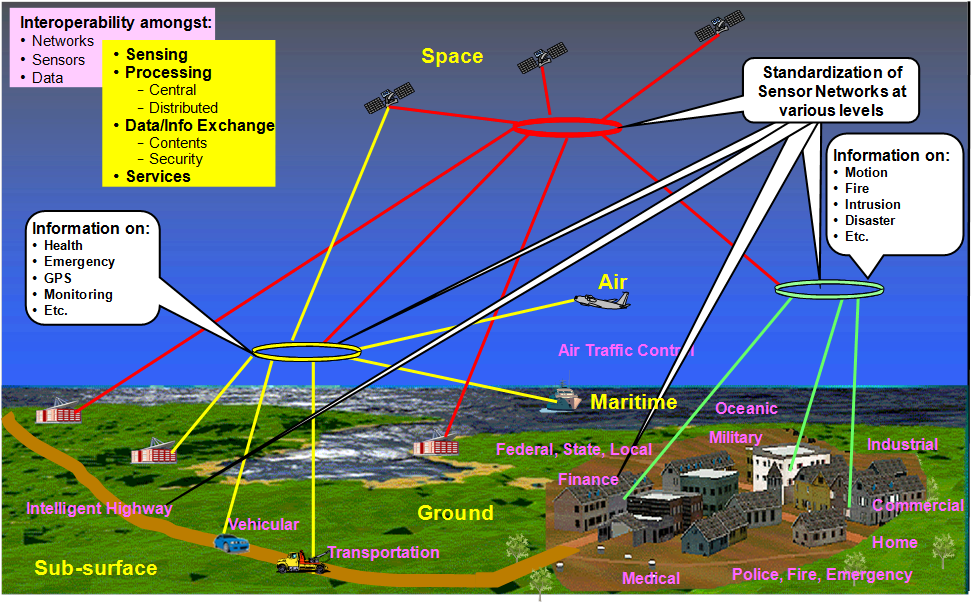 Interoperability amongst:
• Networks
• Sensors
• Data
• Sensing
• Processing
– Central
– Distributed
• Data/Info Exchange
– Contents
– Security
• Services
Space
Standardization of
Sensor Networks at
various levels
Information on:
• Motion
• Fire
• Intrusion
• Disaster
• Etc.
Information on:
• Health
• Emergency
• GPS
• Monitoring
• Etc.
Air
Air Traffic Control
Maritime
Oceanic
Military
Industrial
Federal, State, Local
Finance
Intelligent Highway
Vehicular
Ground
Commercial
Home
Transportation
Sub-surface
Medical
Police, Fire, Emergency